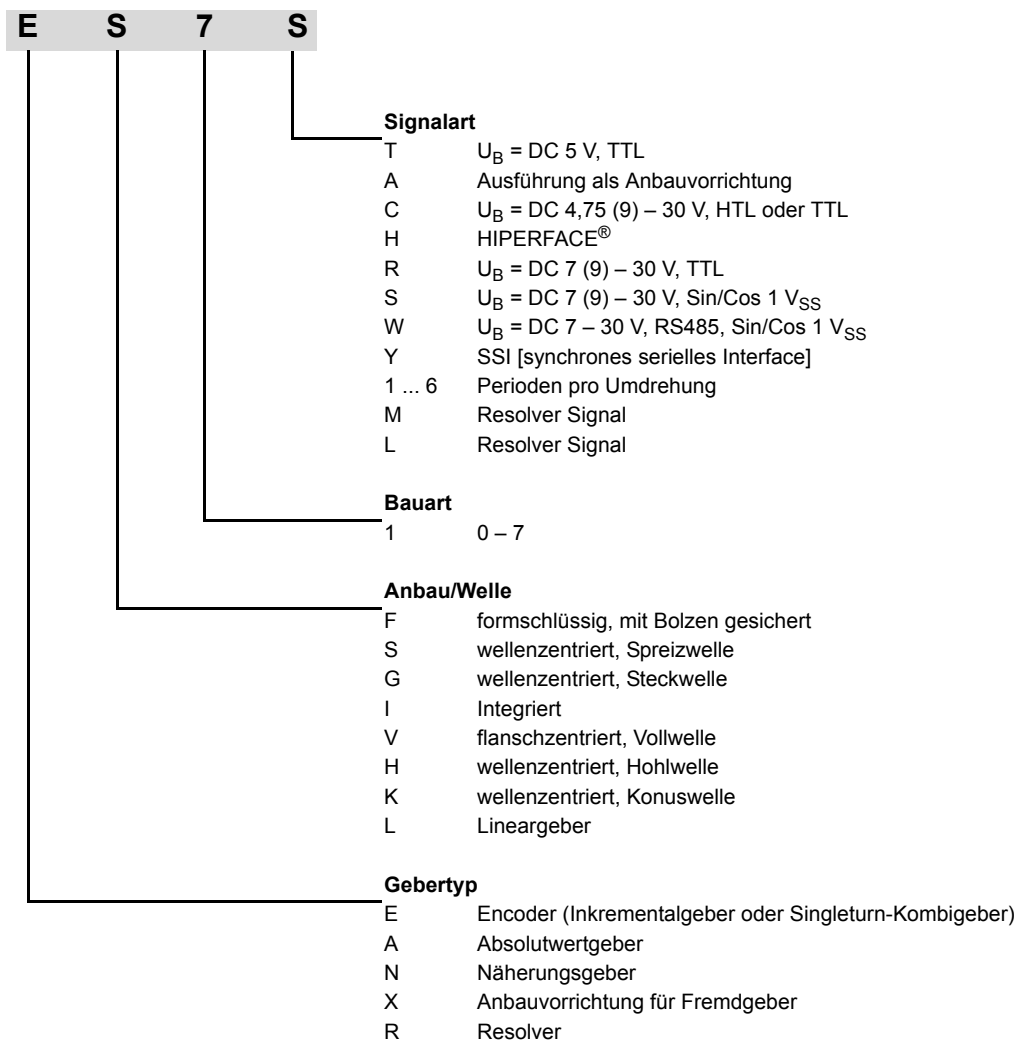 E S 7 S
Signalart
T U_B = DC 5 V, TTL
A Ausführung als Anbauvorrichtung
C U_B = DC 4,75 (9) – 30 V, HTL oder TTL
H HIPERFACE®
R U_B = DC 7 (9) – 30 V, TTL
S U_B = DC 7 (9) – 30 V, Sin/Cos 1 V_SS
W U_B = DC 7 – 30 V, RS485, Sin/Cos 1 V_SS
Y SSI [synchrones serielles Interface]
1 ... 6 Perioden pro Umdrehung
M Resolver Signal
L Resolver Signal
Bauart
1 0 – 7
Anbau/Welle
F formschlüssig, mit Bolzen gesichert
S wellenzentriert, Spreizwelle
G wellenzentriert, Steckwelle
I Integriert
V flanschzentriert, Vollwelle
H wellenzentriert, Hohlwelle
K wellenzentriert, Konuswelle
L Lineargeber
Gebertyp
E Encoder (Inkrementalgeber oder Singleturn-Kombigeber)
A Absolutwertgeber
N Näherungsgeber
X Anbauvorrichtung für Fremdgeber
R Resolver